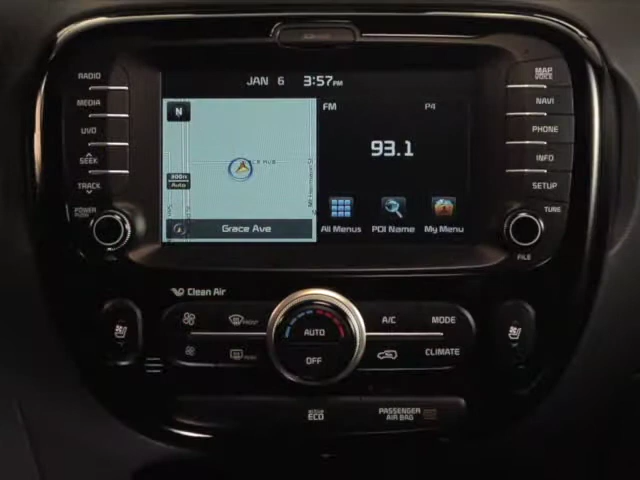 JAN 6 3:57PM
RADIO
MEDIA
UVO
SEEK
TRACK
POWER
PUSH
MAP
VOICE
NAVI
PHONE
INFO
SETUP
TUNE
FILE
N
300ft
Auto
Grace Ave
FM P4
93.1
All Menus POI Name My Menu
Clean Air
AUTO
OFF
A/C MODE
CLIMATE
ECO
PASSENGER
AIR BAG